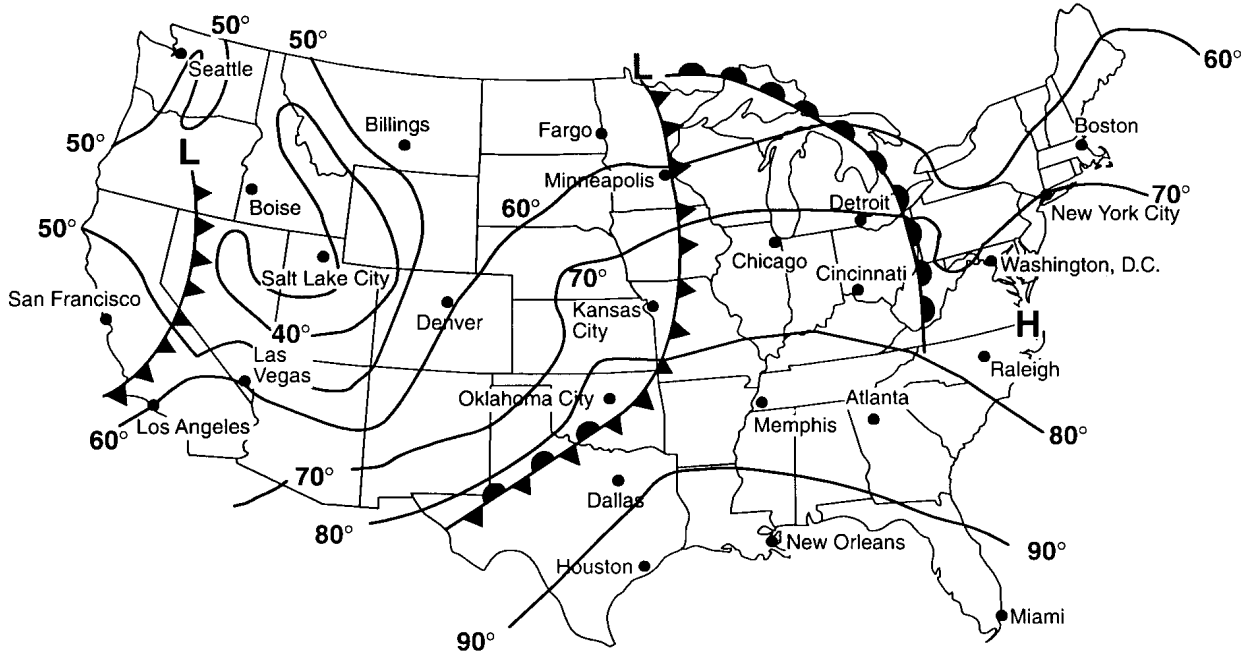 50°
50°
60°
L
Seattle
Billings
Fargo
Boston
50°
L
Minneapolis
Boise
60°
Detroit
70°
New York City
50°
Salt Lake City
70°
Chicago
Cincinnati
Washington, D.C.
San Francisco
40°
Denver
Kansas
City
H
Las
Vegas
Raleigh
Oklahoma City
Memphis
Atlanta
60°
Los Angeles
80°
70°
Dallas
80°
New Orleans
90°
Houston
90°
Miami